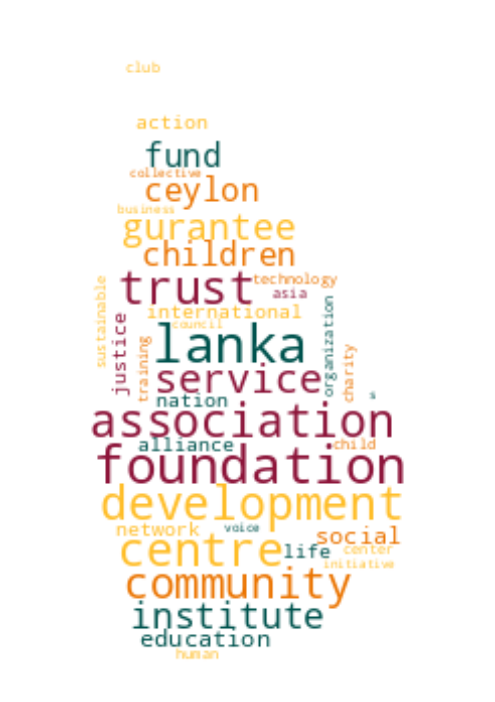 club
action
fund
collective
ceylon
business
gurantee
children
trust
technology
asia
sustainable
international
council
justice
lanka
organization
training
charity
service
s
nation
association
alliance
child
foundation
development
network
voice
social
centre
life
center
initiative
community
institute
education
human